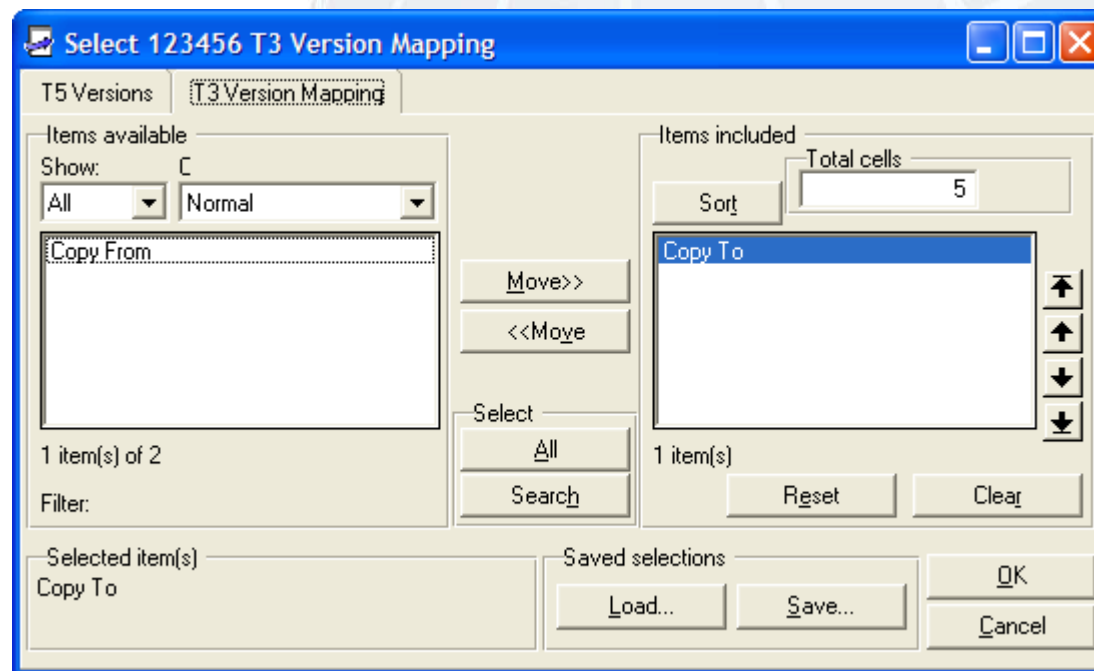 Select 123456 T3 Version Mapping
T5 Versions
T3 Version Mapping
Items available
Show:
C
All
Normal
Copy From
1 item(s) of 2
Filter:
Move>>
<<Move
Select
All
Search
Items included
Total cells
Sort
5
Copy To
1 item(s)
Reset
Clear
Selected item(s)
Copy To
Saved selections
Load...
Save...
OK
Cancel